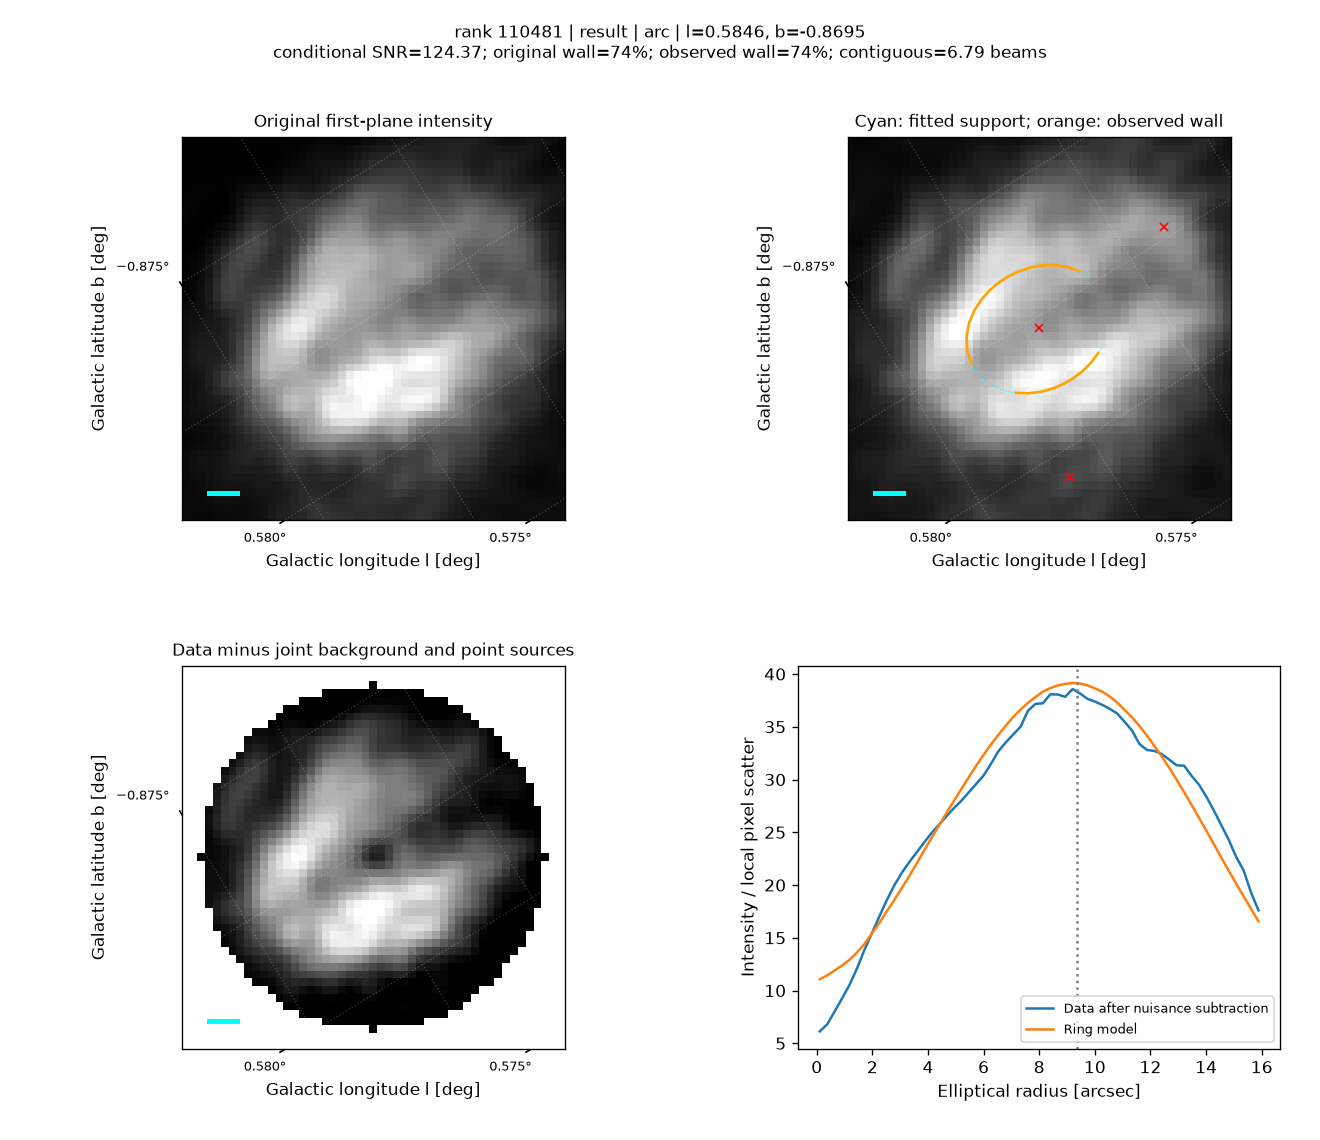 rank 110481 | result | arc | l=0.5846, b=-0.8695
conditional SNR=124.37; original wall=74%; observed wall=74%; contiguous=6.79 beams
Original first-plane intensity
Galactic latitude b [deg]
−0.875°
0.580°
0.575°
Galactic longitude l [deg]
Cyan: fitted support; orange: observed wall
Galactic latitude b [deg]
−0.875°
0.580°
0.575°
Galactic longitude l [deg]
Data minus joint background and point sources
Galactic latitude b [deg]
−0.875°
0.580°
0.575°
Galactic longitude l [deg]
Intensity / local pixel scatter
40
35
30
25
20
15
10
5
0
2
4
6
8
10
12
14
16
Elliptical radius [arcsec]
Data after nuisance subtraction
Ring model